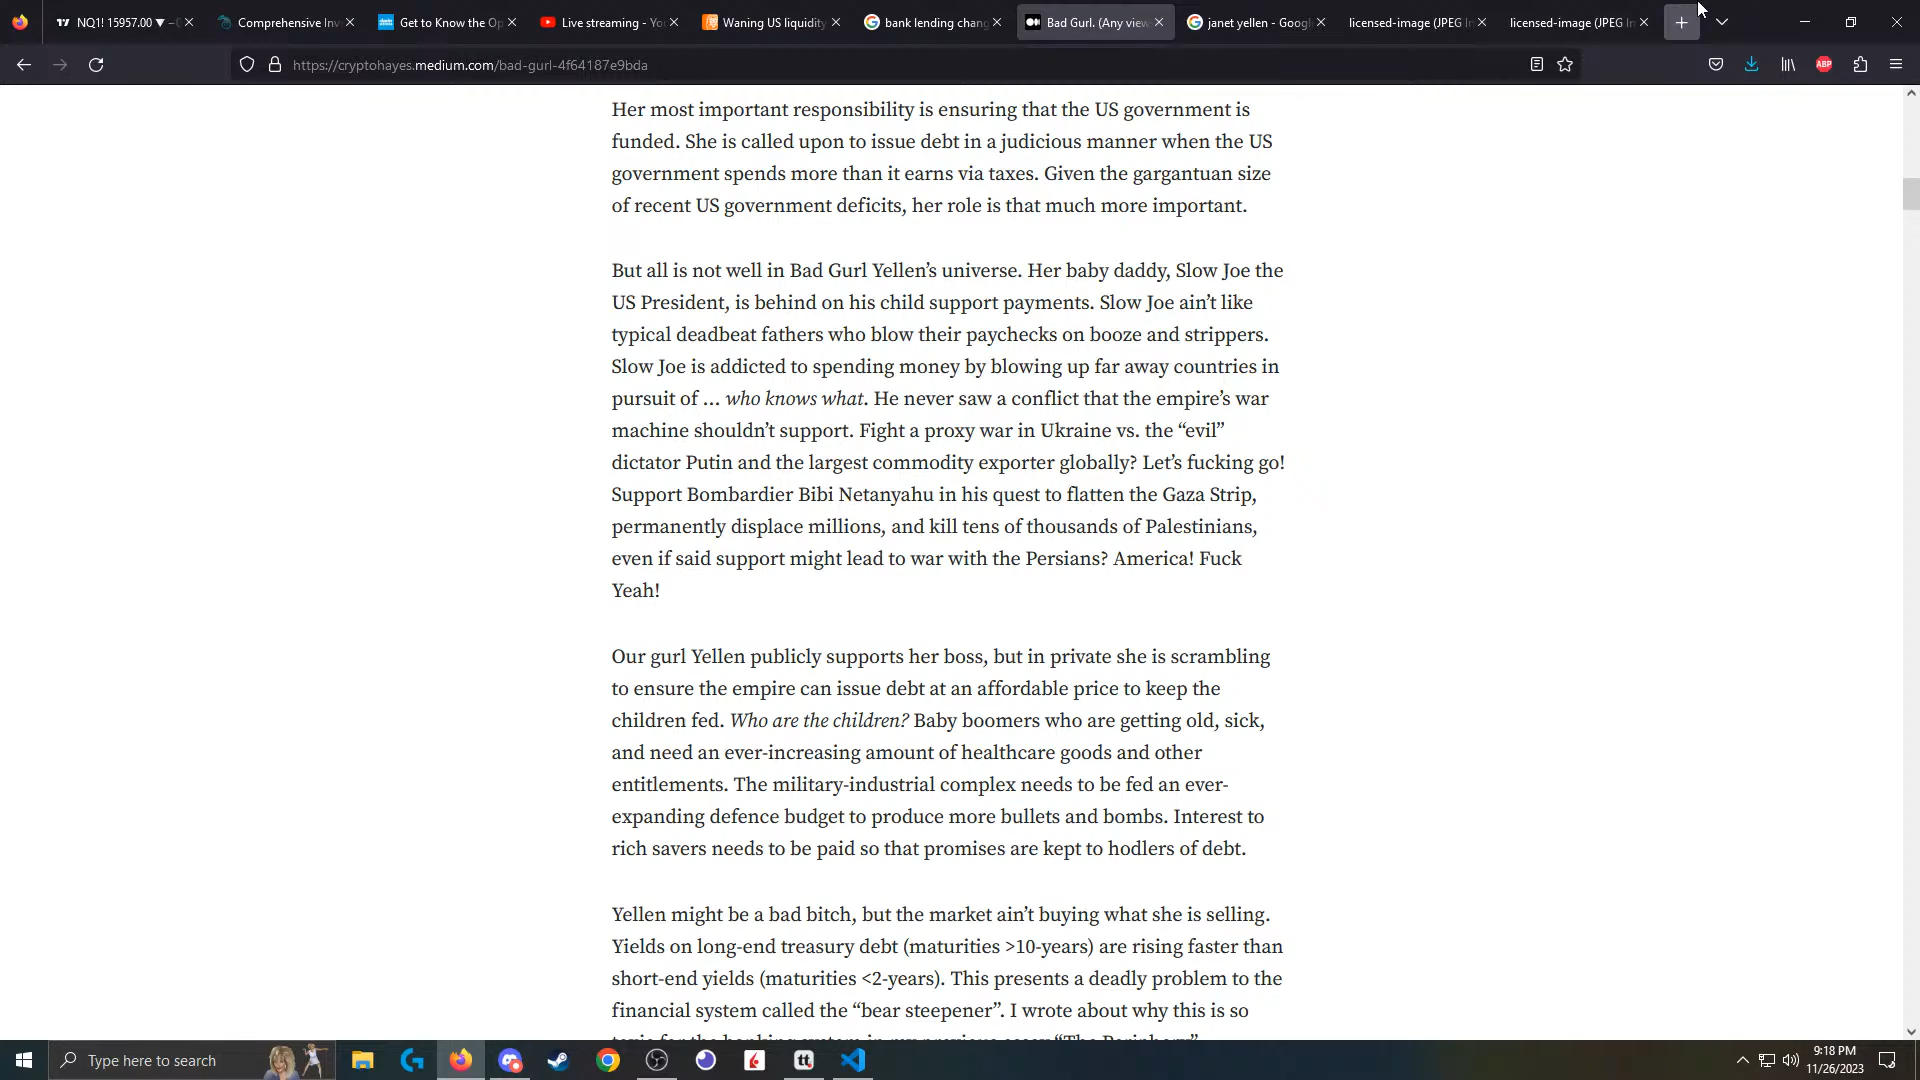 NQ1! 15957.00 ▼
Comprehensive Inv
Get to Know the Op
Live streaming - Yo
Waning US liquidity
bank lending chang
Bad Gurl. (Any view
janet yellen - Googl
licensed-image (JPEG I
licensed-image (JPEG I
https://cryptohayes.medium.com/bad-gurl-4f64187e9bda
ABP
Her most important responsibility is ensuring that the US government is
funded. She is called upon to issue debt in a judicious manner when the US
government spends more than it earns via taxes. Given the gargantuan size
of recent US government deficits, her role is that much more important.
But all is not well in Bad Gurl Yellen’s universe. Her baby daddy, Slow Joe the
US President, is behind on his child support payments. Slow Joe ain’t like
typical deadbeat fathers who blow their paychecks on booze and strippers.
Slow Joe is addicted to spending money by blowing up far away countries in
pursuit of … who knows what. He never saw a conflict that the empire’s war
machine shouldn’t support. Fight a proxy war in Ukraine vs. the “evil”
dictator Putin and the largest commodity exporter globally? Let’s fucking go!
Support Bombardier Bibi Netanyahu in his quest to flatten the Gaza Strip,
permanently displace millions, and kill tens of thousands of Palestinians,
even if said support might lead to war with the Persians? America! Fuck
Yeah!
Our gurl Yellen publicly supports her boss, but in private she is scrambling
to ensure the empire can issue debt at an affordable price to keep the
children fed. Who are the children? Baby boomers who are getting old, sick,
and need an ever-increasing amount of healthcare goods and other
entitlements. The military-industrial complex needs to be fed an ever-
expanding defence budget to produce more bullets and bombs. Interest to
rich savers needs to be paid so that promises are kept to hodlers of debt.
Yellen might be a bad bitch, but the market ain’t buying what she is selling.
Yields on long-end treasury debt (maturities >10-years) are rising faster than
short-end yields (maturities <2-years). This presents a deadly problem to the
financial system called the “bear steepener”. I wrote about why this is so
toxic for the banking system in my previous essay “The Periphery”.
Type here to search
tt
9:18 PM
11/26/2023